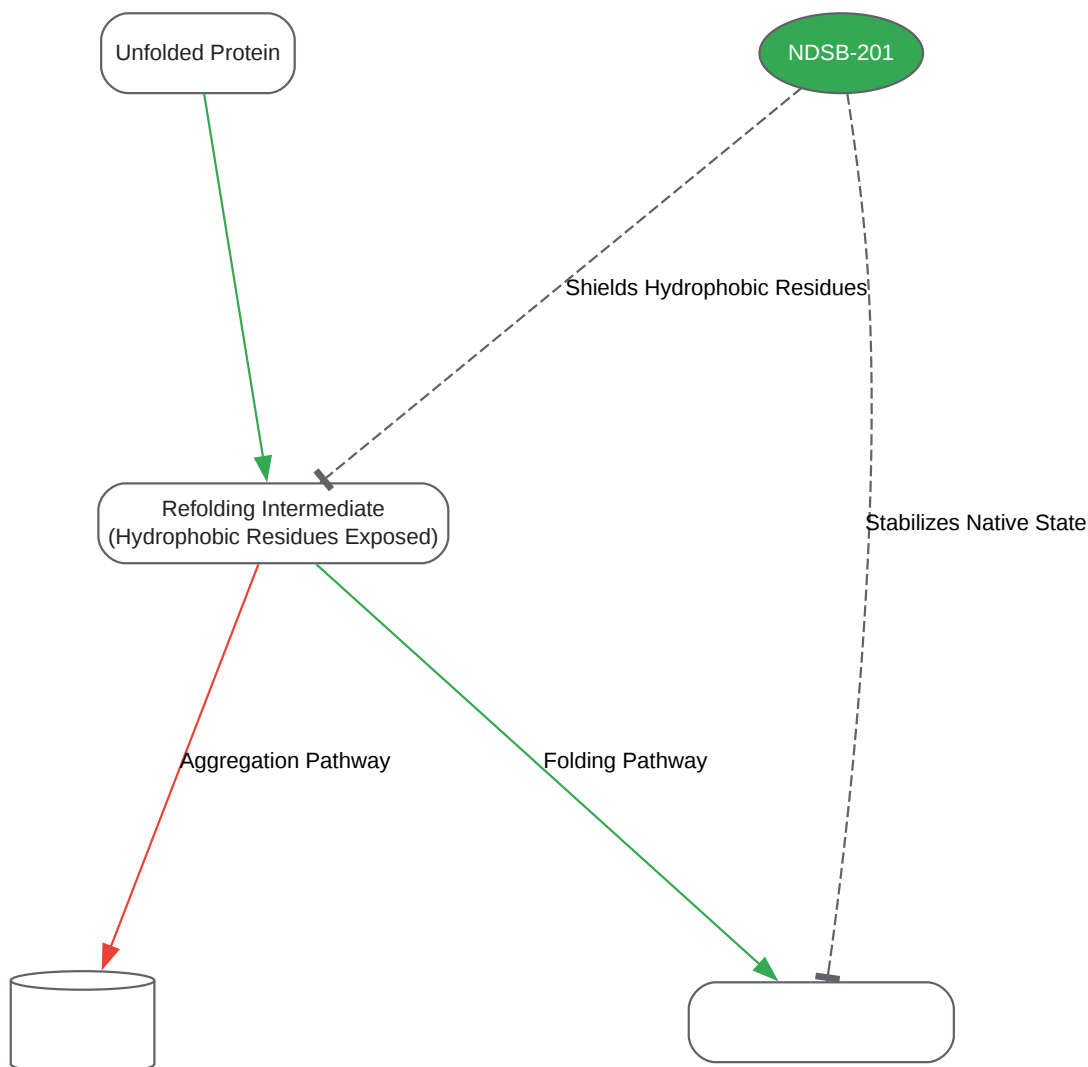 Unfolded Protein
NDSB-201
Shields Hydrophobic Residues
Refolding Intermediate
(Hydrophobic Residues Exposed)
Stabilizes Native State
Aggregation Pathway
Folding Pathway